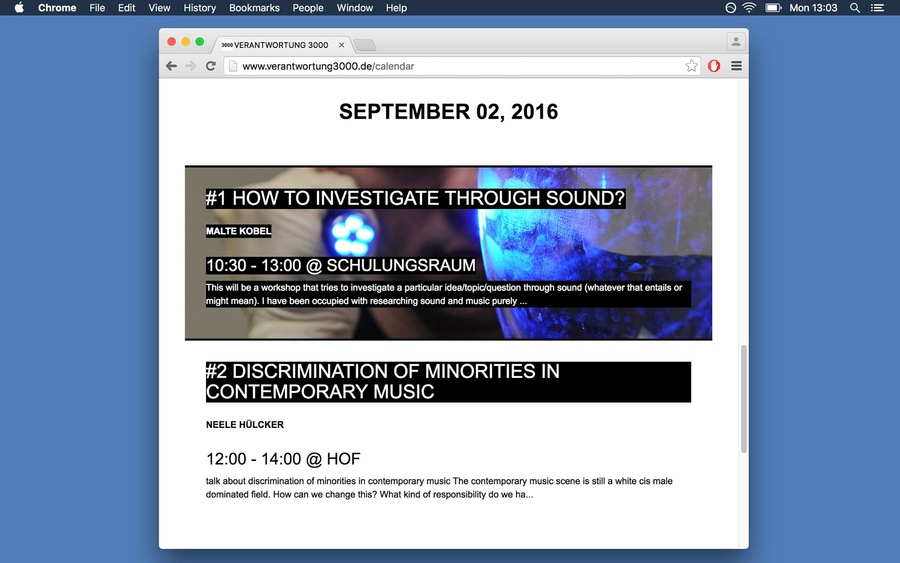 Chrome File Edit View History Bookmarks People Window Help Mon 13:03
3000 VERANTWORTUNG 3000
www.verantwortung3000.de/calendar
SEPTEMBER 02, 2016
#1 HOW TO INVESTIGATE THROUGH SOUND?
MALTE KOBEL
10:30 - 13:00 @ SCHULUNGSRAUM
This will be a workshop that tries to investigate a particular idea/topic/question through sound (whatever that entails or
might mean). I have been occupied with researching sound and music purely ...
#2 DISCRIMINATION OF MINORITIES IN
CONTEMPORARY MUSIC
NEELE HÜLCKER
12:00 - 14:00 @ HOF
talk about discrimination of minorities in contemporary music The contemporary music scene is still a white cis male
dominated field. How can we change this? What kind of responsibility do we ha...